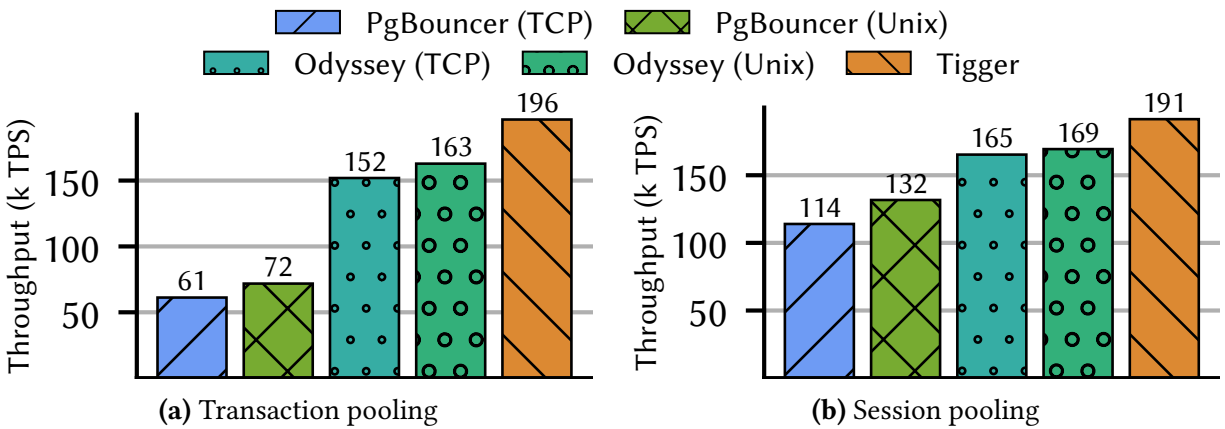 PgBouncer (TCP) PgBouncer (Unix)
Odyssey (TCP) Odyssey (Unix) Tigger
Throughput (k TPS)
150
100
50
61
72
152
163
196
(a) Transaction pooling
Throughput (k TPS)
150
100
50
114
132
165
169
191
(b) Session pooling